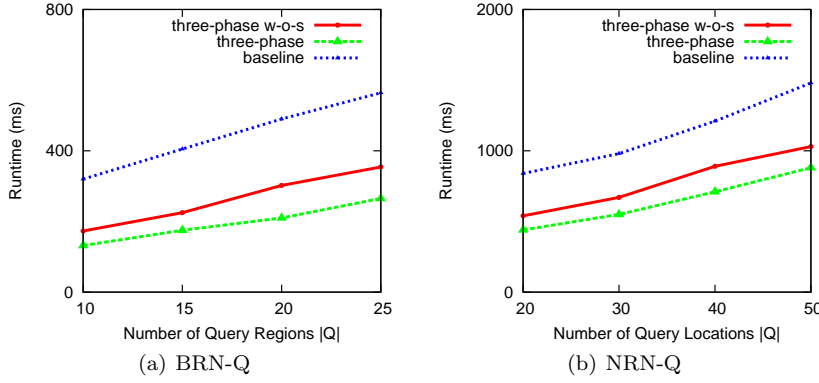 800
400
0
Runtime (ms)
three-phase w-o-s
three-phase
baseline
10 15 20 25
Number of Query Regions |Q|
(a) BRN-Q
2000
1000
0
Runtime (ms)
three-phase w-o-s
three-phase
baseline
20 30 40 50
Number of Query Locations |Q|
(b) NRN-Q